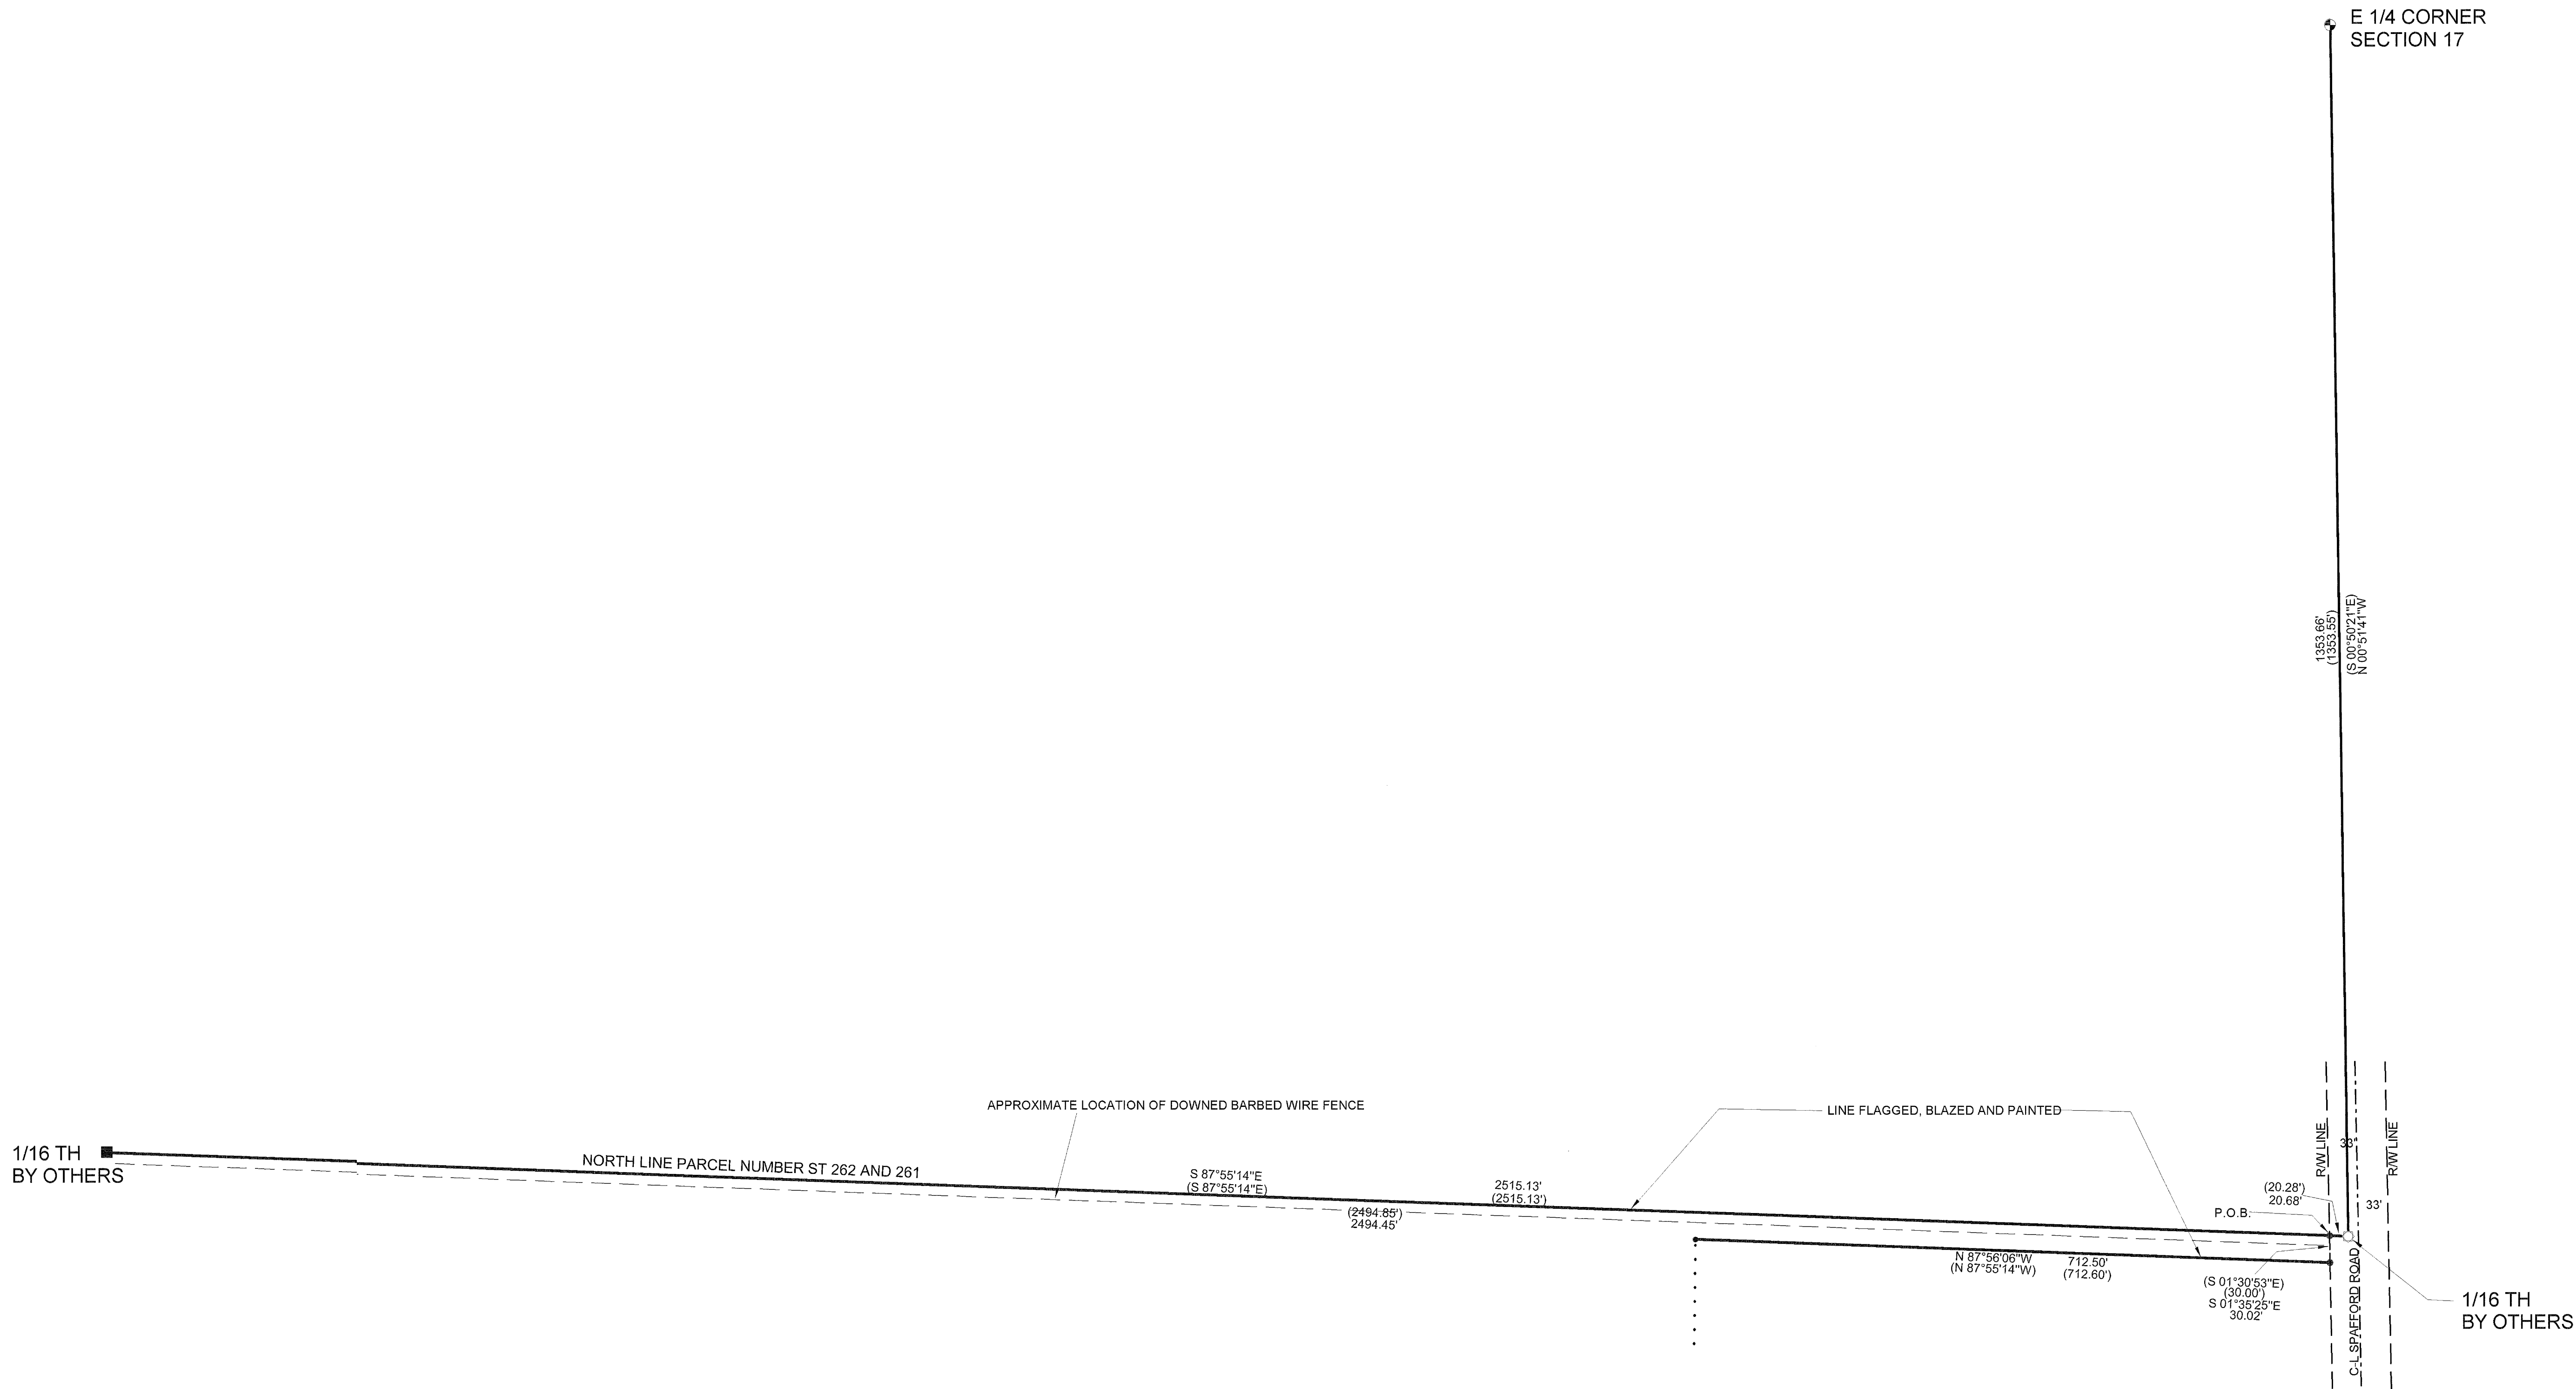 E 1/4 CORNER
SECTION 17
1353.66'
(1353.55')
(S 00°50'21"E)
N 00°51'41"W
APPROXIMATE LOCATION OF DOWNED BARBED WIRE FENCE
LINE FLAGGED, BLAZED AND PAINTED
R/W LINE
33'
R/W LINE
1/16 TH
BY OTHERS
NORTH LINE PARCEL NUMBER ST 262 AND 261
S 87°55'14"E
(S 87°55'14"E)
2515.13'
(2515.13')
(2494.85')
2494.45'
(20.28')
20.68'
P.O.B.
33'
N 87°56'06"W
(N 87°55'14"W)
712.50'
(712.60')
(S 01°30'53"E)
(30.00')
S 01°35'25"E
30.02'
C-L SPAFFORD ROAD
1/16 TH
BY OTHERS